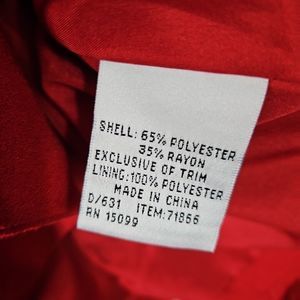 SHELL: 65% POLYESTER
35% RAYON
EXCLUSIVE OF TRIM
LINING: 100% POLYESTER
MADE IN CHINA
D/631 ITEM:71866
RN 15099